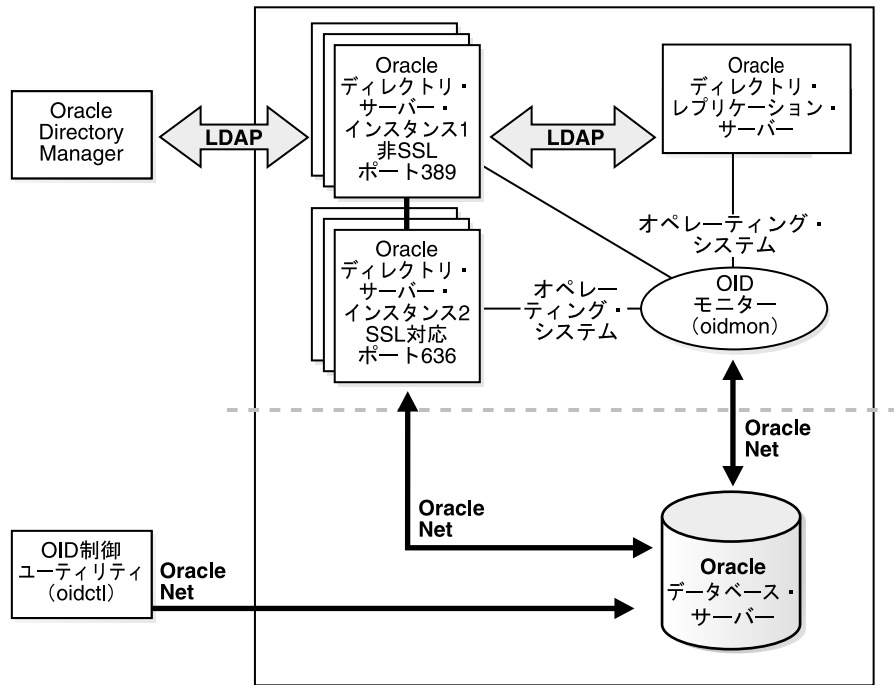 Oracle
Directory
Manager
LDAP
Oracle
ディレクトリ・
サーバー・
インスタンス1
非SSL
ポート389
LDAP
Oracle
ディレクトリ・
レプリケーション・
サーバー
オペレーティング・
システム
Oracle
ディレクトリ・
サーバー・
インスタンス2
SSL対応
ポート636
オペレー
ティング・
システム
OID
モニター
(oidmon)
Oracle
Net
Oracle
Net
OID制御
ユーティリティ
(oidctl)
Oracle
Net
Oracle
データベース・
サーバー